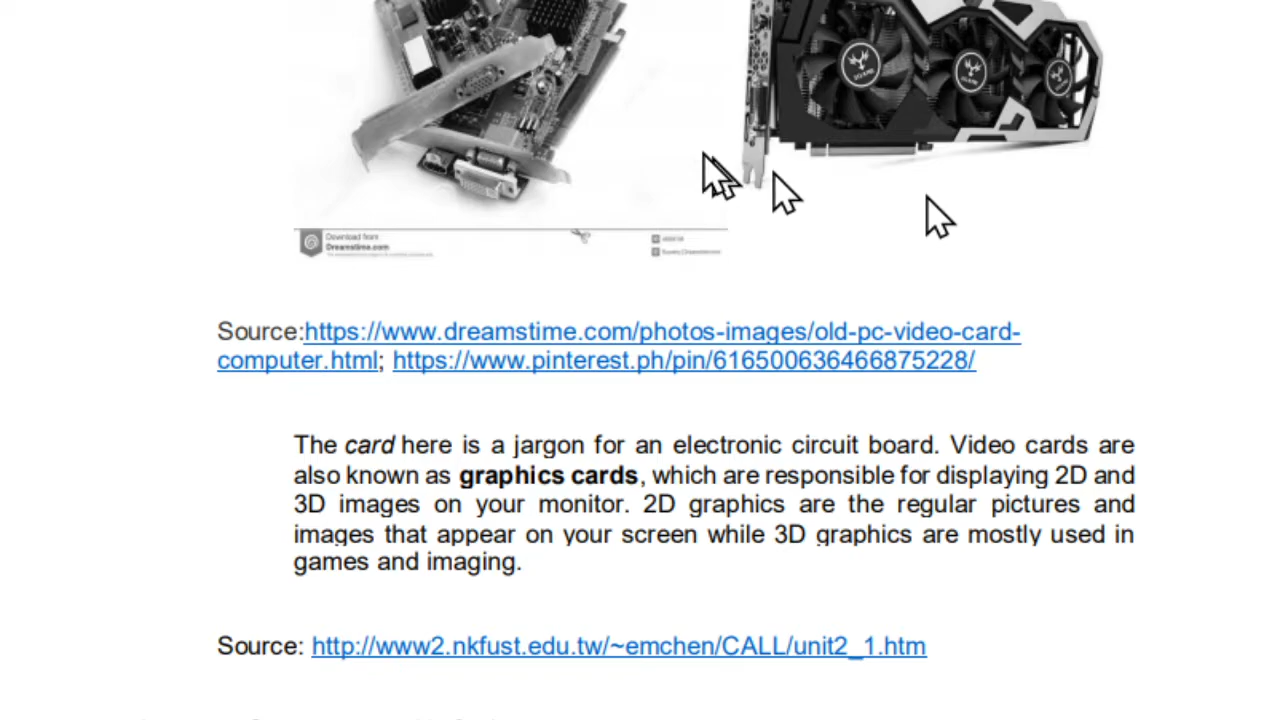 Download from
Dreamstime.com
Source:https://www.dreamstime.com/photos-images/old-pc-video-card-
computer.html; https://www.pinterest.ph/pin/616500636466875228/
The card here is a jargon for an electronic circuit board. Video cards are
also known as graphics cards, which are responsible for displaying 2D and
3D images on your monitor. 2D graphics are the regular pictures and
images that appear on your screen while 3D graphics are mostly used in
games and imaging.
Source: http://www2.nkfust.edu.tw/~emchen/CALL/unit2_1.htm